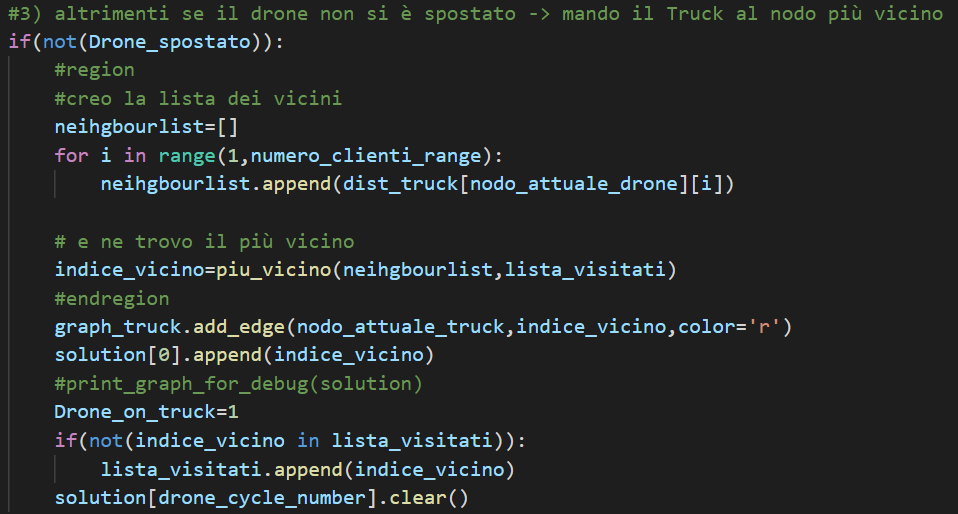 #3) altrimenti se il drone non si è spostato -> mando il Truck al nodo più vicino
if(not(Drone_spostato)):
    #region
    #creo la lista dei vicini
    neihgbourlist=[]
    for i in range(1,numero_clienti_range):
        neihgbourlist.append(dist_truck[nodo_attuale_drone][i])
    # e ne trovo il più vicino
    indice_vicino=piu_vicino(neihgbourlist,lista_visitati)
    #endregion
    graph_truck.add_edge(nodo_attuale_truck,indice_vicino,color='r')
    solution[0].append(indice_vicino)
    #print_graph_for_debug(solution)
    Drone_on_truck=1
    if(not(indice_vicino in lista_visitati)):
        lista_visitati.append(indice_vicino)
    solution[drone_cycle_number].clear()